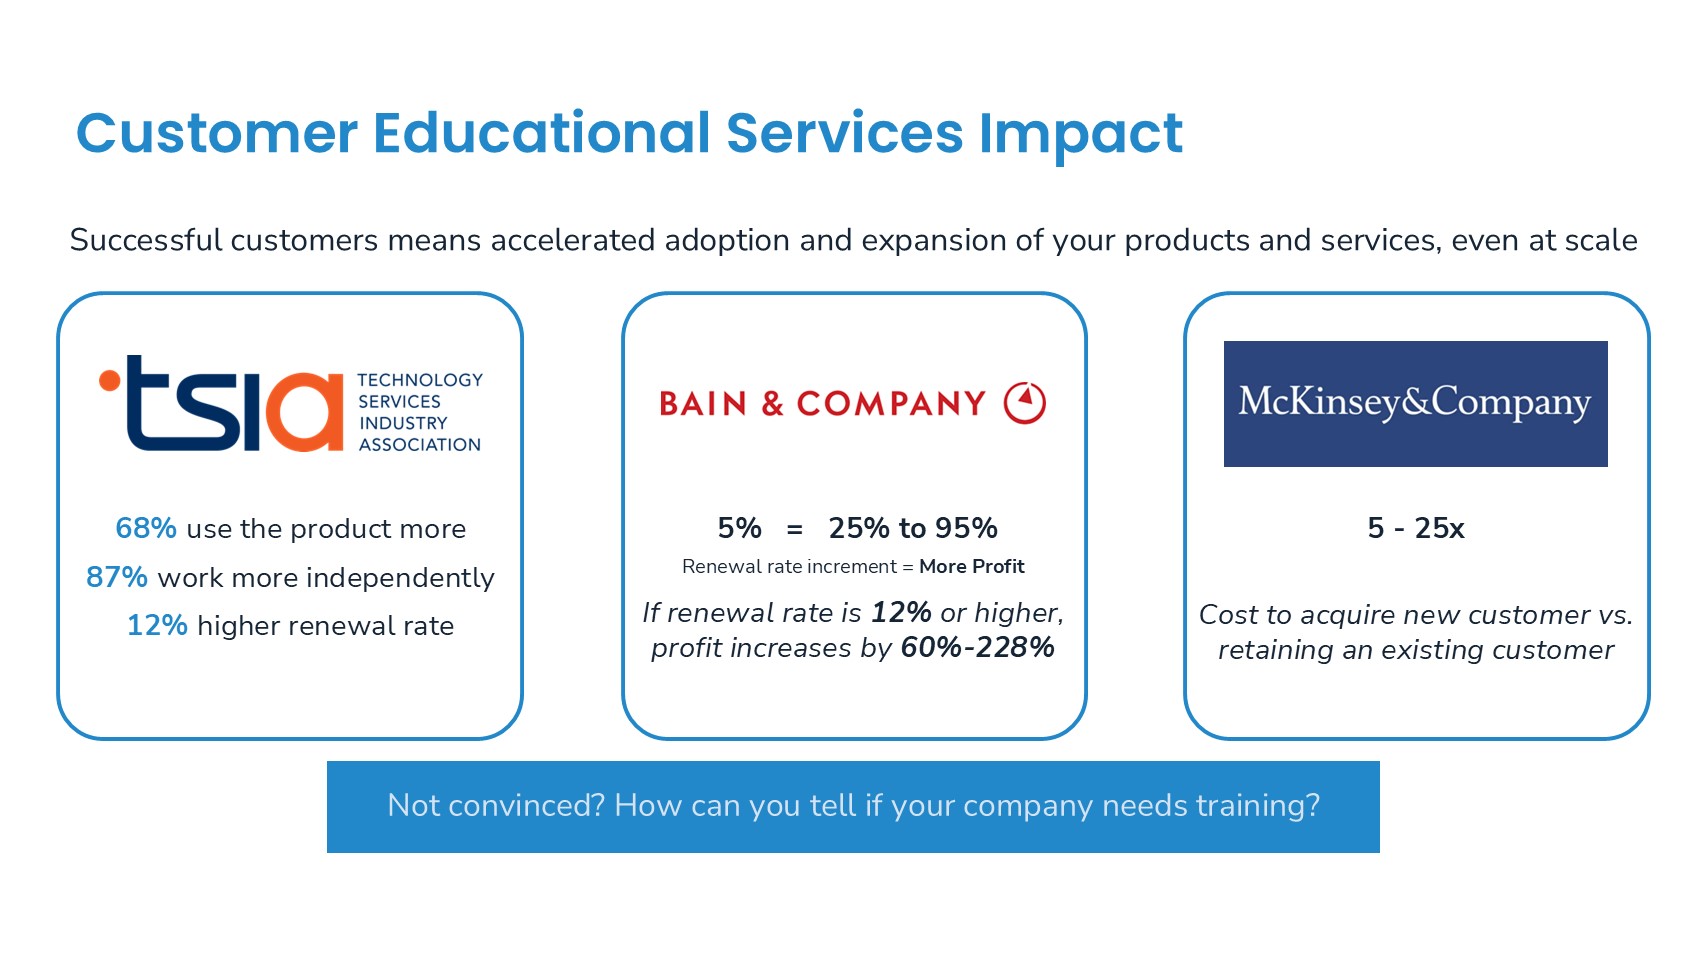 Customer Educational Services Impact
Successful customers means accelerated adoption and expansion of your products and services, even at scale
tsia
TECHNOLOGY
SERVICES
INDUSTRY
ASSOCIATION
68% use the product more
87% work more independently
12% higher renewal rate
BAIN & COMPANY
5% = 25% to 95%
Renewal rate increment = More Profit
If renewal rate is 12% or higher,
profit increases by 60%-228%
McKinsey&Company
5 - 25x
Cost to acquire new customer vs.
retaining an existing customer
Not convinced? How can you tell if your company needs training?